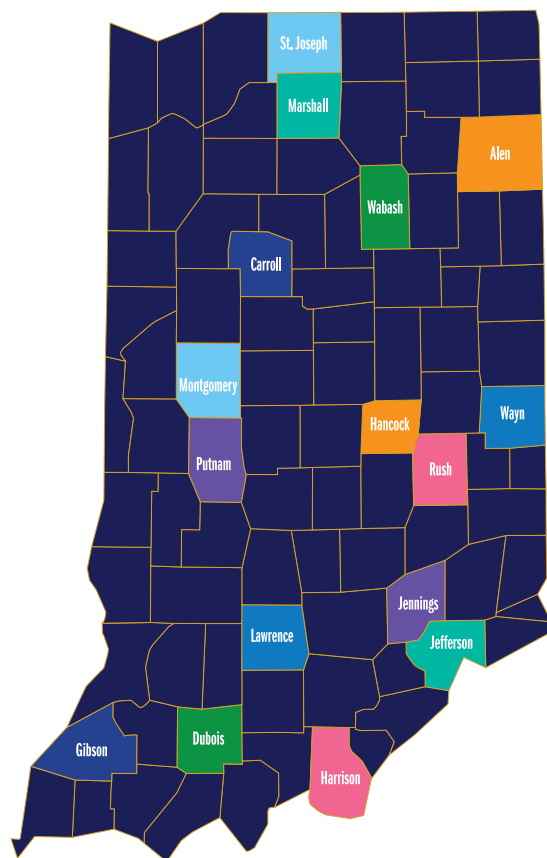 St. Joseph
Marshall
Alen
Wabash
Carroll
Montgomery
Wayn
Hancock
Putnam
Rush
Jennings
Lawrence
Jefferson
Dubois
Gibson
Harrison